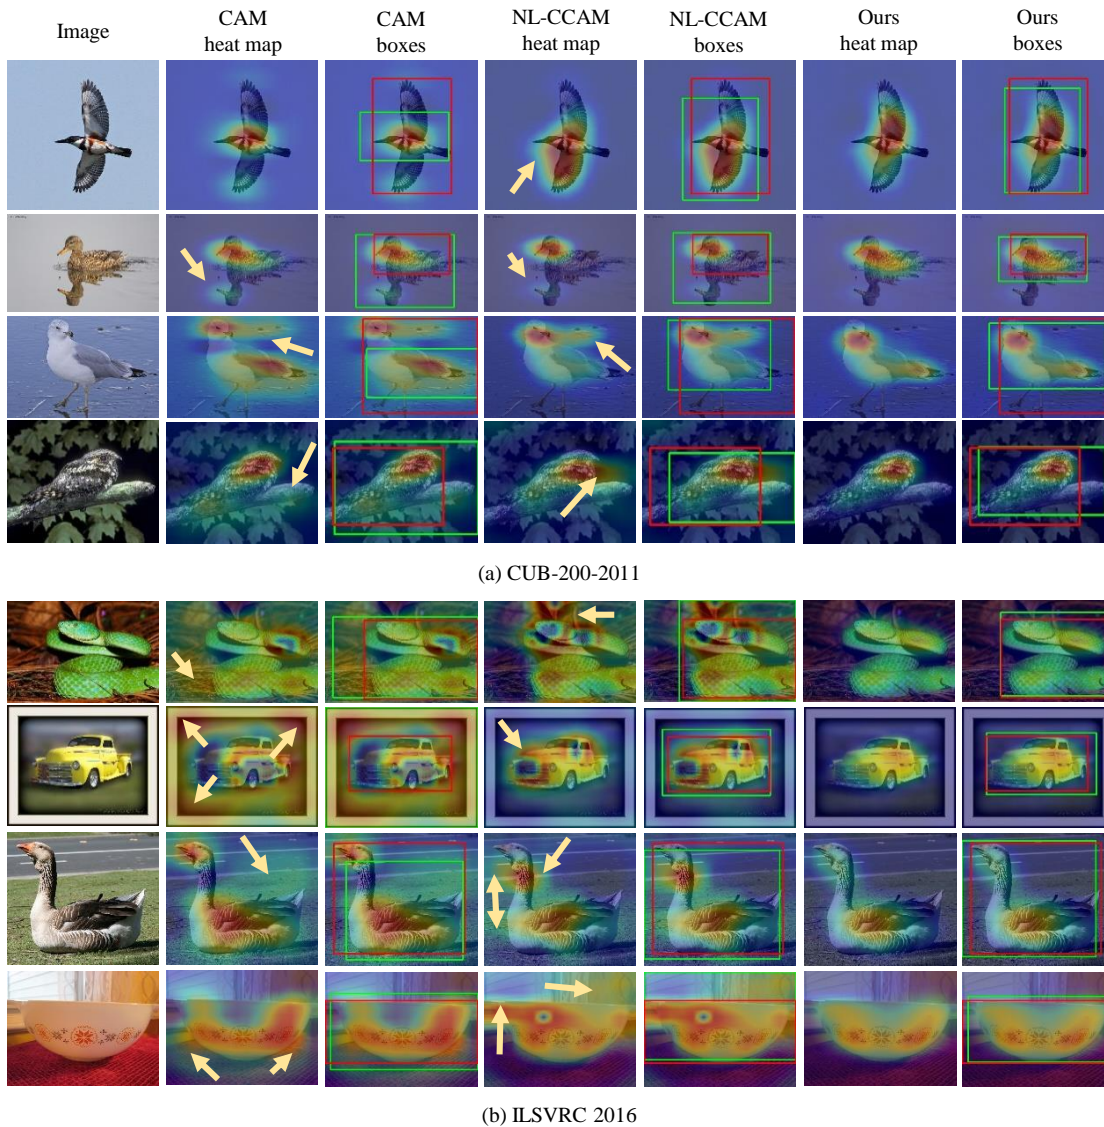 Image
CAM
heat map
CAM
boxes
NL-CCAM
heat map
NL-CCAM
boxes
Ours
heat map
Ours
boxes
(a) CUB-200-2011
(b) ILSVRC 2016